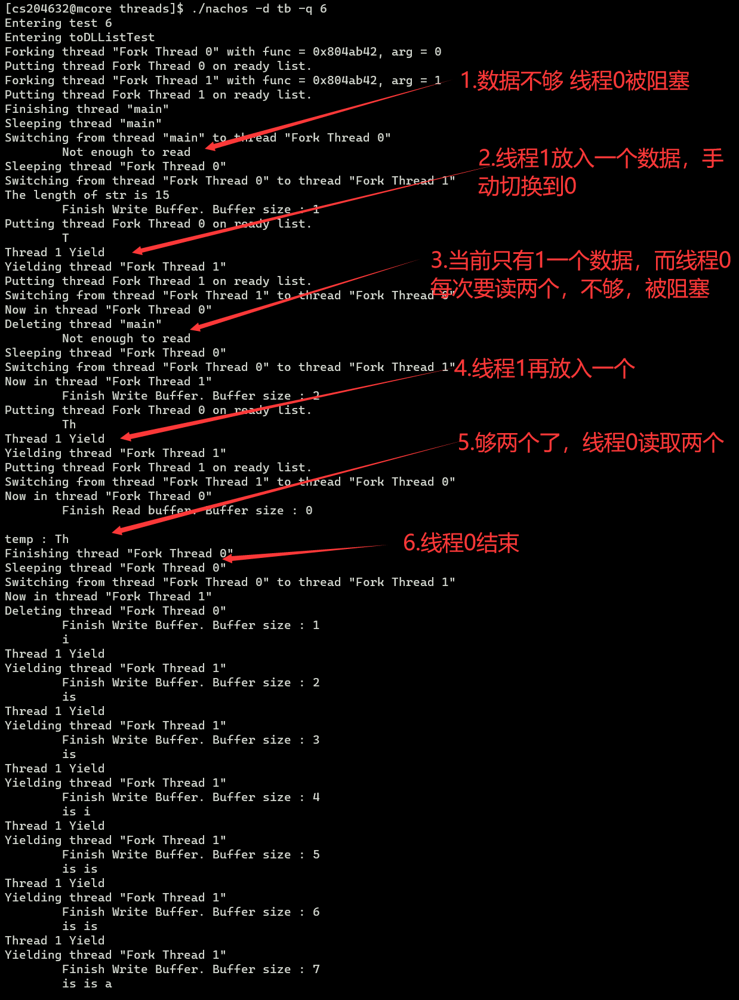 [cs204632@mcore threads]$ ./nachos -d tb -q 6
Entering test 6
Entering toDLListTest
Forking thread "Fork Thread 0" with func = 0x804ab42, arg = 0
Putting thread Fork Thread 0 on ready list.
Forking thread "Fork Thread 1" with func = 0x804ab42, arg = 1
1.数据不够 线程0被阻塞
Putting thread Fork Thread 1 on ready list.
Finishing thread "main"
Sleeping thread "main"
Switching from thread "main" to thread "Fork Thread 0"
Not enough to read
2.线程1放入一个数据，手
动切换到0
Sleeping thread "Fork Thread 0"
Switching from thread "Fork Thread 0" to thread "Fork Thread 1"
The length of str is 15
Finish Write Buffer. Buffer size : 1
Putting thread Fork Thread 0 on ready list.
T
Thread 1 Yield
3.当前只有1一个数据，而线程0
每次要读两个，不够，被阻塞
Yielding thread "Fork Thread 1"
Putting thread Fork Thread 1 on ready list.
Switching from thread "Fork Thread 1" to thread "Fork Thread 0"
Now in thread "Fork Thread 0"
Deleting thread "main"
Not enough to read
Sleeping thread "Fork Thread 0"
Switching from thread "Fork Thread 0" to thread "Fork Thread 1"
4.线程1再放入一个
Now in thread "Fork Thread 1"
Finish Write Buffer. Buffer size : 2
Putting thread Fork Thread 0 on ready list.
Th
Thread 1 Yield
5.够两个了，线程0读取两个
Yielding thread "Fork Thread 1"
Putting thread Fork Thread 1 on ready list.
Switching from thread "Fork Thread 1" to thread "Fork Thread 0"
Now in thread "Fork Thread 0"
Finish Read buffer. Buffer size : 0
temp : Th
6.线程0结束
Finishing thread "Fork Thread 0"
Sleeping thread "Fork Thread 0"
Switching from thread "Fork Thread 0" to thread "Fork Thread 1"
Now in thread "Fork Thread 1"
Deleting thread "Fork Thread 0"
Finish Write Buffer. Buffer size : 1
i
Thread 1 Yield
Yielding thread "Fork Thread 1"
Finish Write Buffer. Buffer size : 2
is
Thread 1 Yield
Yielding thread "Fork Thread 1"
Finish Write Buffer. Buffer size : 3
is
Thread 1 Yield
Yielding thread "Fork Thread 1"
Finish Write Buffer. Buffer size : 4
is i
Thread 1 Yield
Yielding thread "Fork Thread 1"
Finish Write Buffer. Buffer size : 5
is is
Thread 1 Yield
Yielding thread "Fork Thread 1"
Finish Write Buffer. Buffer size : 6
is is
Thread 1 Yield
Yielding thread "Fork Thread 1"
Finish Write Buffer. Buffer size : 7
is is a